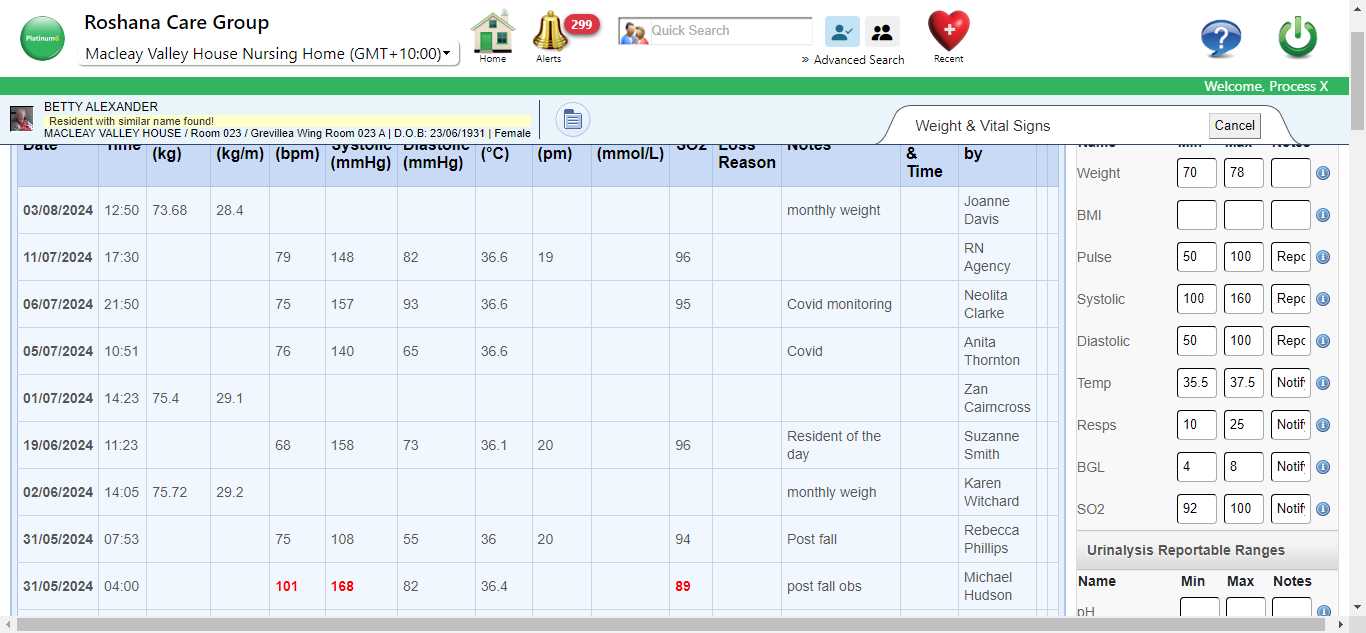 Platinum6
Roshana Care Group
Macleay Valley House Nursing Home (GMT+10:00)
Home
299
Alerts
Quick Search
» Advanced Search
Recent
Welcome, Process X
BETTY ALEXANDER
Resident with similar name found!
MACLEAY VALLEY HOUSE / Room 023 / Grevillea Wing Room 023 A | D.O.B: 23/06/1931 | Female
Weight & Vital Signs
Cancel
Date Time (kg) (kg/m) (bpm) Systolic (mmHg) Diastolic (mmHg) (°C) (pm) (mmol/L) SO2 Loss Reason Notes & Time by
03/08/2024 12:50 73.68 28.4 monthly weight Joanne Davis
11/07/2024 17:30 79 148 82 36.6 19 96 RN Agency
06/07/2024 21:50 75 157 93 36.6 95 Covid monitoring Neolita Clarke
05/07/2024 10:51 76 140 65 36.6 Covid Anita Thornton
01/07/2024 14:23 75.4 29.1 Zan Cairncross
19/06/2024 11:23 68 158 73 36.1 20 96 Resident of the day Suzanne Smith
02/06/2024 14:05 75.72 29.2 monthly weigh Karen Witchard
31/05/2024 07:53 75 108 55 36 20 94 Post fall Rebecca Phillips
31/05/2024 04:00 101 168 82 36.4 89 post fall obs Michael Hudson
Name Min Max Notes
Weight 70 78
BMI
Pulse 50 100 Repo
Systolic 100 160 Repo
Diastolic 50 100 Repo
Temp 35.5 37.5 Notify
Resps 10 25 Notify
BGL 4 8 Notify
SO2 92 100 Notify
Urinalysis Reportable Ranges
Name Min Max Notes
pH